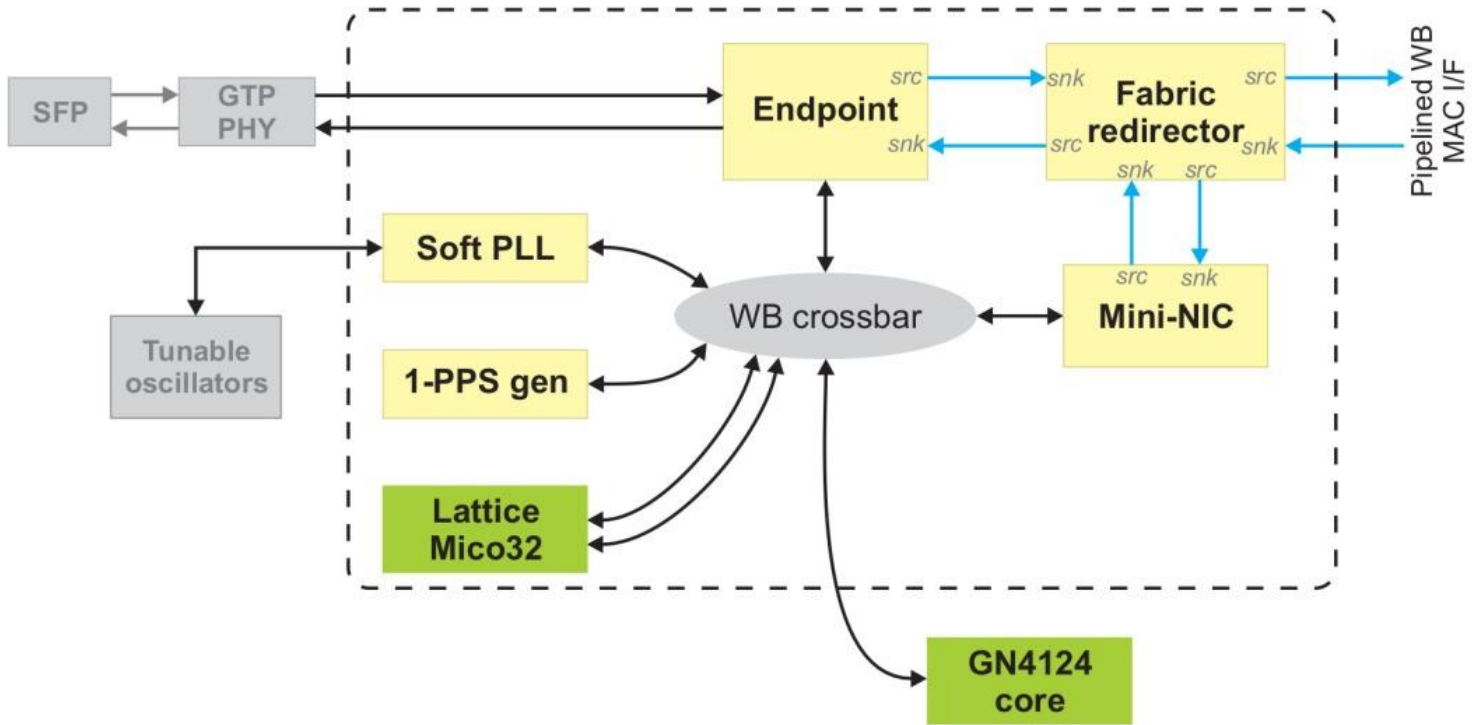 SFP
GTP
PHY
Endpoint
src
snk
snk
src
Fabric
redirector
src
snk
snk
src
Pipelined WB
MAC I/F
Soft PLL
WB crossbar
src
snk
Mini-NIC
Tunable
oscillators
1-PPS gen
Lattice
Mico32
GN4124
core